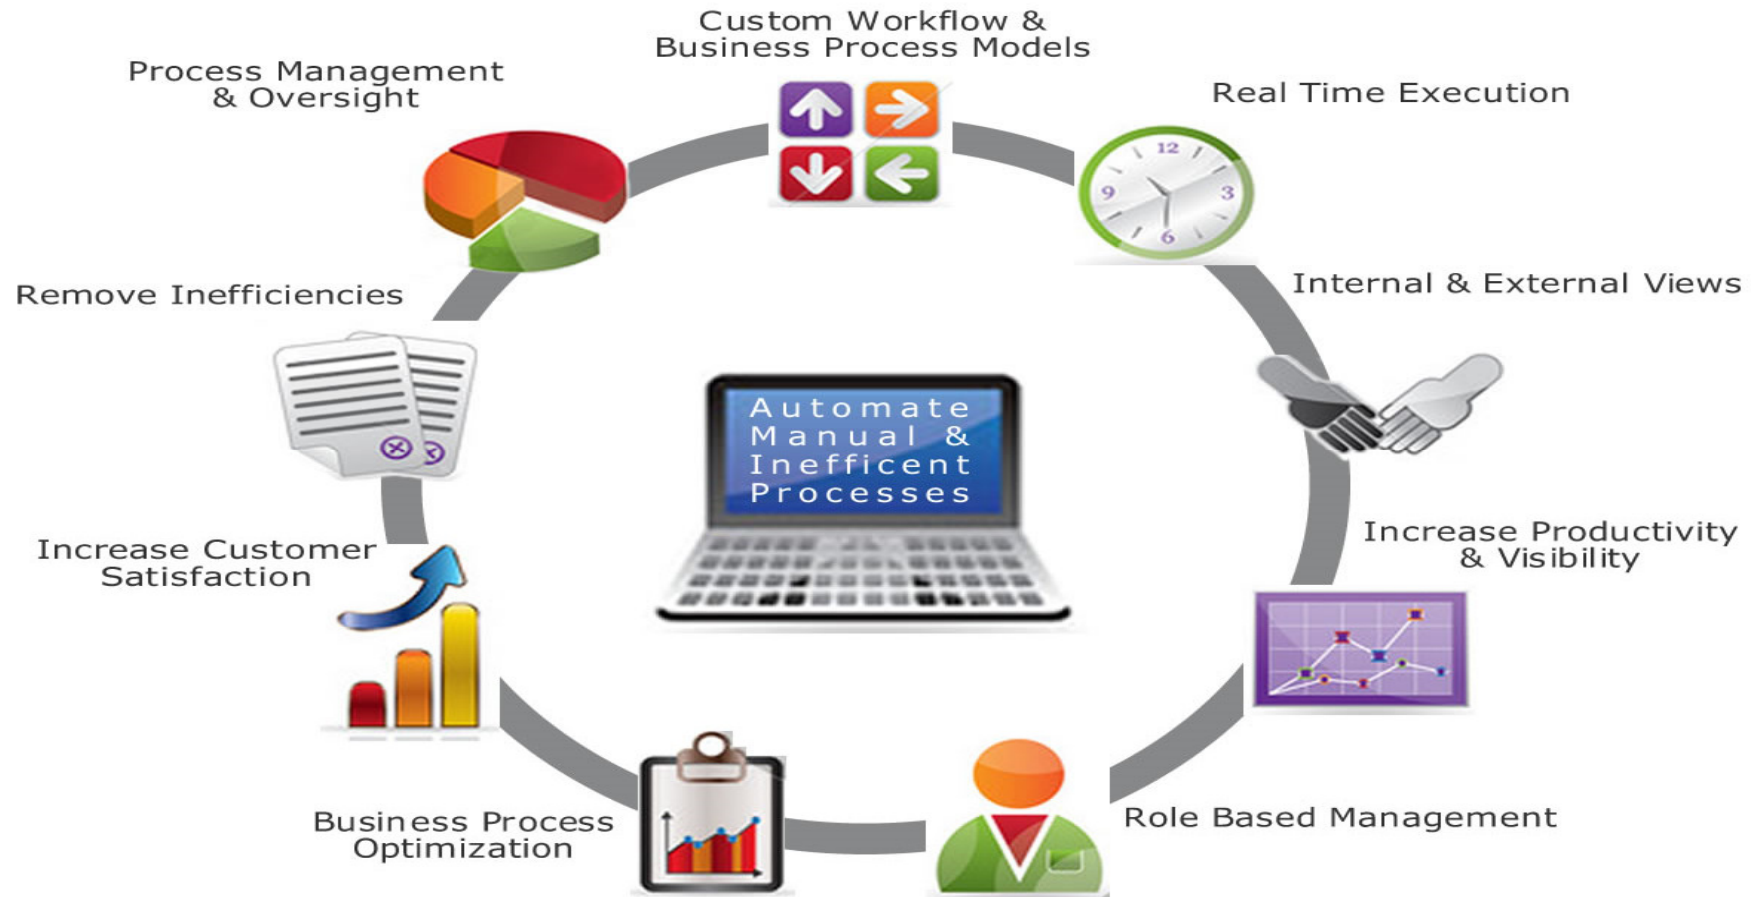 Custom Workflow &
Business Process Models
Process Management
& Oversight
Real Time Execution
12
9
3
6
Remove Inefficiencies
Internal & External Views
Automate
Manual &
Inefficent
Processes
Increase Customer
Satisfaction
Increase Productivity
& Visibility
Business Process
Optimization
Role Based Management